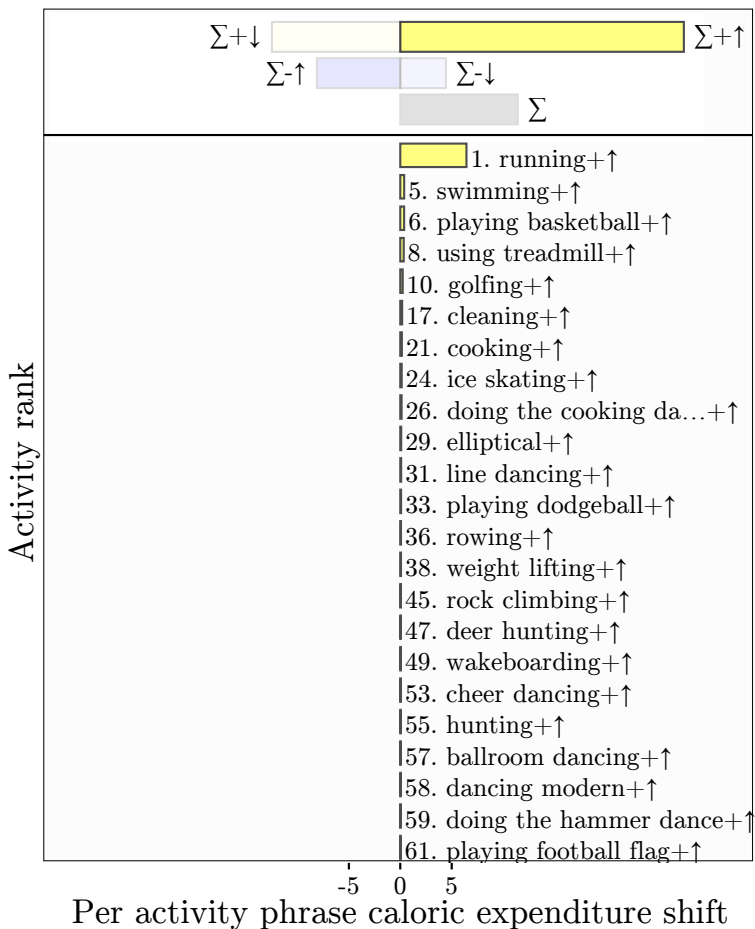 ∑+↓ ∑+↑
∑-↑ ∑-↓
∑
1. running+↑
5. swimming+↑
6. playing basketball+↑
8. using treadmill+↑
10. golfing+↑
17. cleaning+↑
21. cooking+↑
24. ice skating+↑
26. doing the cooking da...+↑
29. elliptical+↑
31. line dancing+↑
33. playing dodgeball+↑
36. rowing+↑
38. weight lifting+↑
45. rock climbing+↑
47. deer hunting+↑
49. wakeboarding+↑
53. cheer dancing+↑
55. hunting+↑
57. ballroom dancing+↑
58. dancing modern+↑
59. doing the hammer dance+↑
61. playing football flag+↑
Activity rank
-5 0 5
Per activity phrase caloric expenditure shift